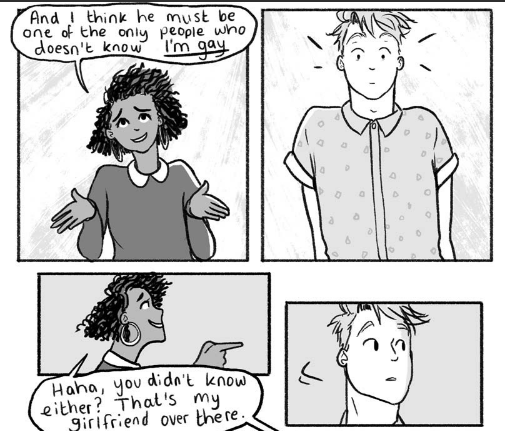 And I think he must be
one of the only people who
doesn't know I'm gay
Haha, you didn't know
either? That's my
girlfriend over there.